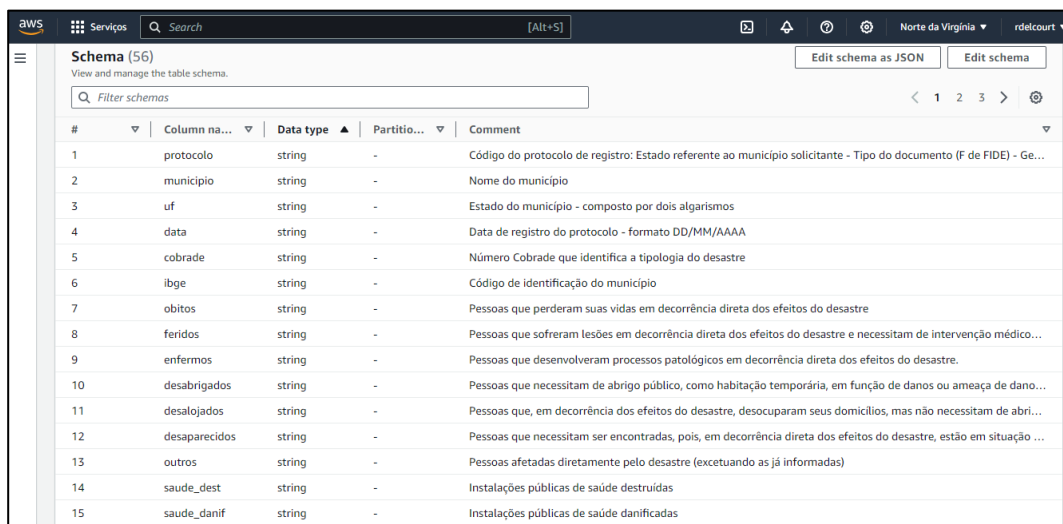 aws Serviços Search [Alt+S] Norte da Virgínia rdelcourt
Schema (56) Edit schema as JSON Edit schema
View and manage the table schema.
Filter schemas 1 2 3
# Column na... Data type Partitio... Comment
1 protocolo string - Código do protocolo de registro: Estado referente ao município solicitante - Tipo do documento (F de FIDE) - Ge...
2 municipio string - Nome do município
3 uf string - Estado do município - composto por dois algarismos
4 data string - Data de registro do protocolo - formato DD/MM/AAAA
5 cobrade string - Número Cobrade que identifica a tipologia do desastre
6 ibge string - Código de identificação do município
7 obitos string - Pessoas que perderam suas vidas em decorrência direta dos efeitos do desastre
8 feridos string - Pessoas que sofreram lesões em decorrência direta dos efeitos do desastre e necessitam de intervenção médico...
9 enfermos string - Pessoas que desenvolveram processos patológicos em decorrência direta dos efeitos do desastre.
10 desabrigados string - Pessoas que necessitam de abrigo público, como habitação temporária, em função de danos ou ameaça de dano...
11 desalojados string - Pessoas que, em decorrência dos efeitos do desastre, desocuparam seus domicílios, mas não necessitam de abri...
12 desaparecidos string - Pessoas que necessitam ser encontradas, pois, em decorrência direta dos efeitos do desastre, estão em situação ...
13 outros string - Pessoas afetadas diretamente pelo desastre (excetuando as já informadas)
14 saude_dest string - Instalações públicas de saúde destruídas
15 saude_danif string - Instalações públicas de saúde danificadas